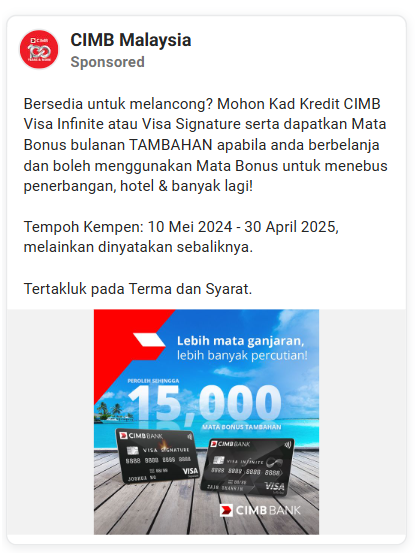 CIMB Malaysia
Sponsored
Bersedia untuk melancong? Mohon Kad Kredit CIMB
Visa Infinite atau Visa Signature serta dapatkan Mata
Bonus bulanan TAMBAHAN apabila anda berbelanja
dan boleh menggunakan Mata Bonus untuk menebus
penerbangan, hotel & banyak lagi!
Tempoh Kempen: 10 Mei 2024 - 30 April 2025,
melainkan dinyatakan sebaliknya.
Tertakluk pada Terma dan Syarat.
Lebih mata ganjaran,
lebih banyak percutian!
PEROLEH SEHINGGA
15,000
MATA BONUS TAMBAHAN
CIMB BANK
VISA SIGNATURE
8888 8888 8888 8888
VISA
CIMB BANK
VISA INFINITE
VISA
CIMB BANK